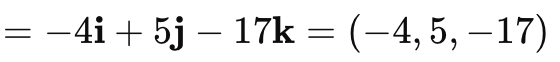 = −4i + 5j − 17k = (−4, 5, −17)